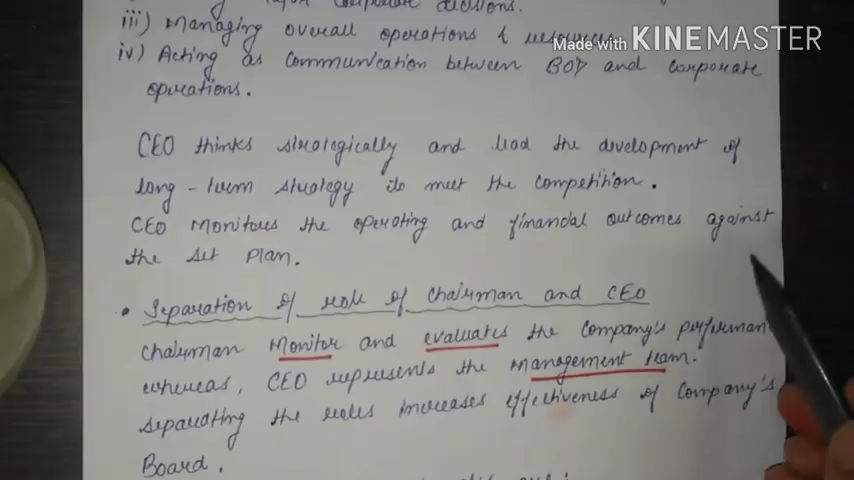 corporate decisions.
iii) Managing overall operations & resources
Made with KINEMASTER
iv) Acting as communication between BOD and corporate
operations.
CEO thinks strategically and lead the development of
long-term strategy to meet the competition.
CEO Monitors the operating and financial outcomes against
the set plan.
• Separation of role of Chairman and CEO
Chairman Monitor and evaluates the Company's performan
whereas, CEO represents the management team.
separating the roles increases effectiveness of Company's
Board.